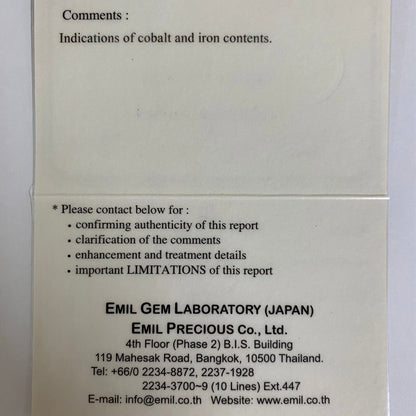 Comments :
Indications of cobalt and iron contents.
* Please contact below for :
• confirming authenticity of this report
• clarification of the comments
• enhancement and treatment details
• important LIMITATIONS of this report
EMIL GEM LABORATORY (JAPAN)
EMIL PRECIOUS CO., LTD.
4th Floor (Phase 2) B.I.S. Building
119 Mahesak Road, Bangkok, 10500 Thailand.
Tel: +66/0 2234-8872, 2237-1928
2234-3700~9 (10 Lines) Ext.447
E-mail: info@emil.co.th Website: www.emil.co.th